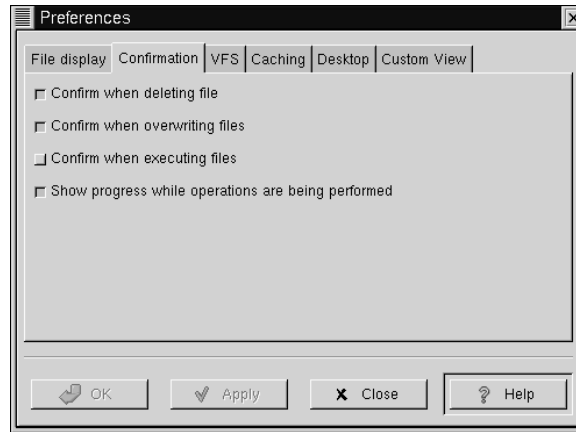 Preferences
File display Confirmation VFS Caching Desktop Custom View
Confirm when deleting file
Confirm when overwriting files
Confirm when executing files
Show progress while operations are being performed
OK Apply Close Help